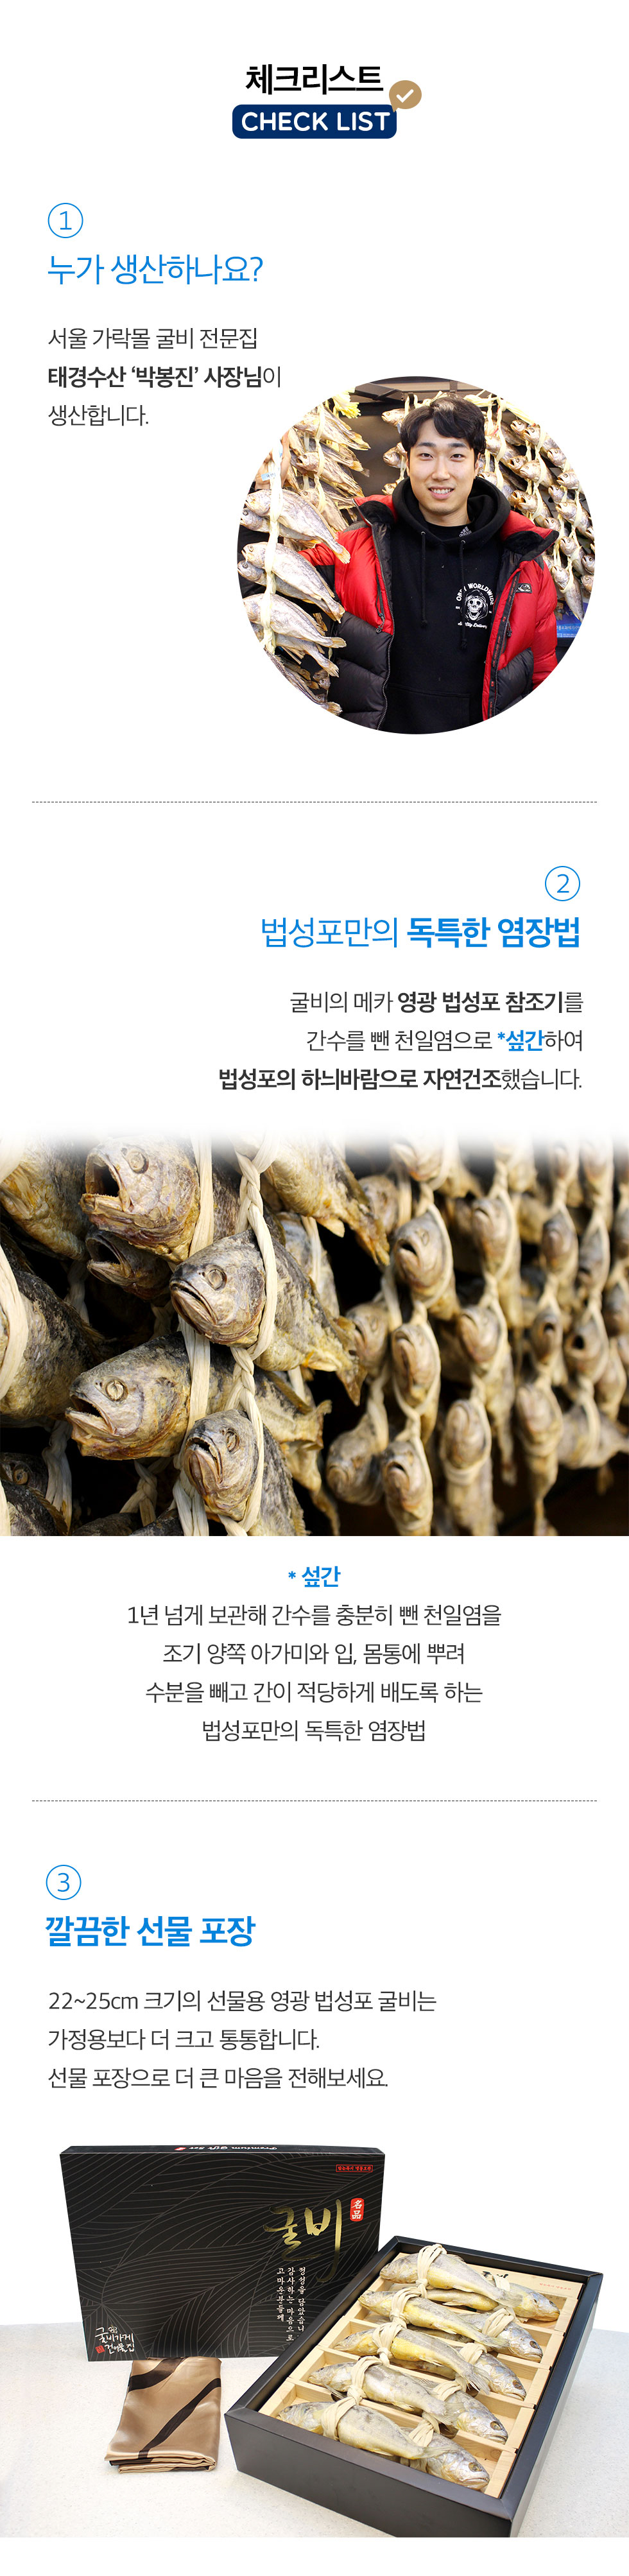 체크리스트
CHECK LIST
1
누가 생산하나요?
서울 가락몰 굴비 전문집
태경수산 ‘박봉진’ 사장님이
생산합니다.
WORLDWIDE
2
법성포만의 독특한 염장법
굴비의 메카 영광 법성포 참조기를
간수를 뺀 천일염으로 *섶간하여
법성포의 하늬바람으로 자연건조했습니다.
* 섶간
1년 넘게 보관해 간수를 충분히 뺀 천일염을
조기 양쪽 아가미와 입, 몸통에 뿌려
수분을 빼고 간이 적당하게 배도록 하는
법성포만의 독특한 염장법
3
깔끔한 선물 포장
22~25cm 크기의 선물용 영광 법성포 굴비는
가정용보다 더 크고 통통합니다.
선물 포장으로 더 큰 마음을 전해보세요.
Premium Gift Set
굴비
名品
고마운 분들께
감사하는 마음으로
정성을 담았습니다
굴비가게
건어물집